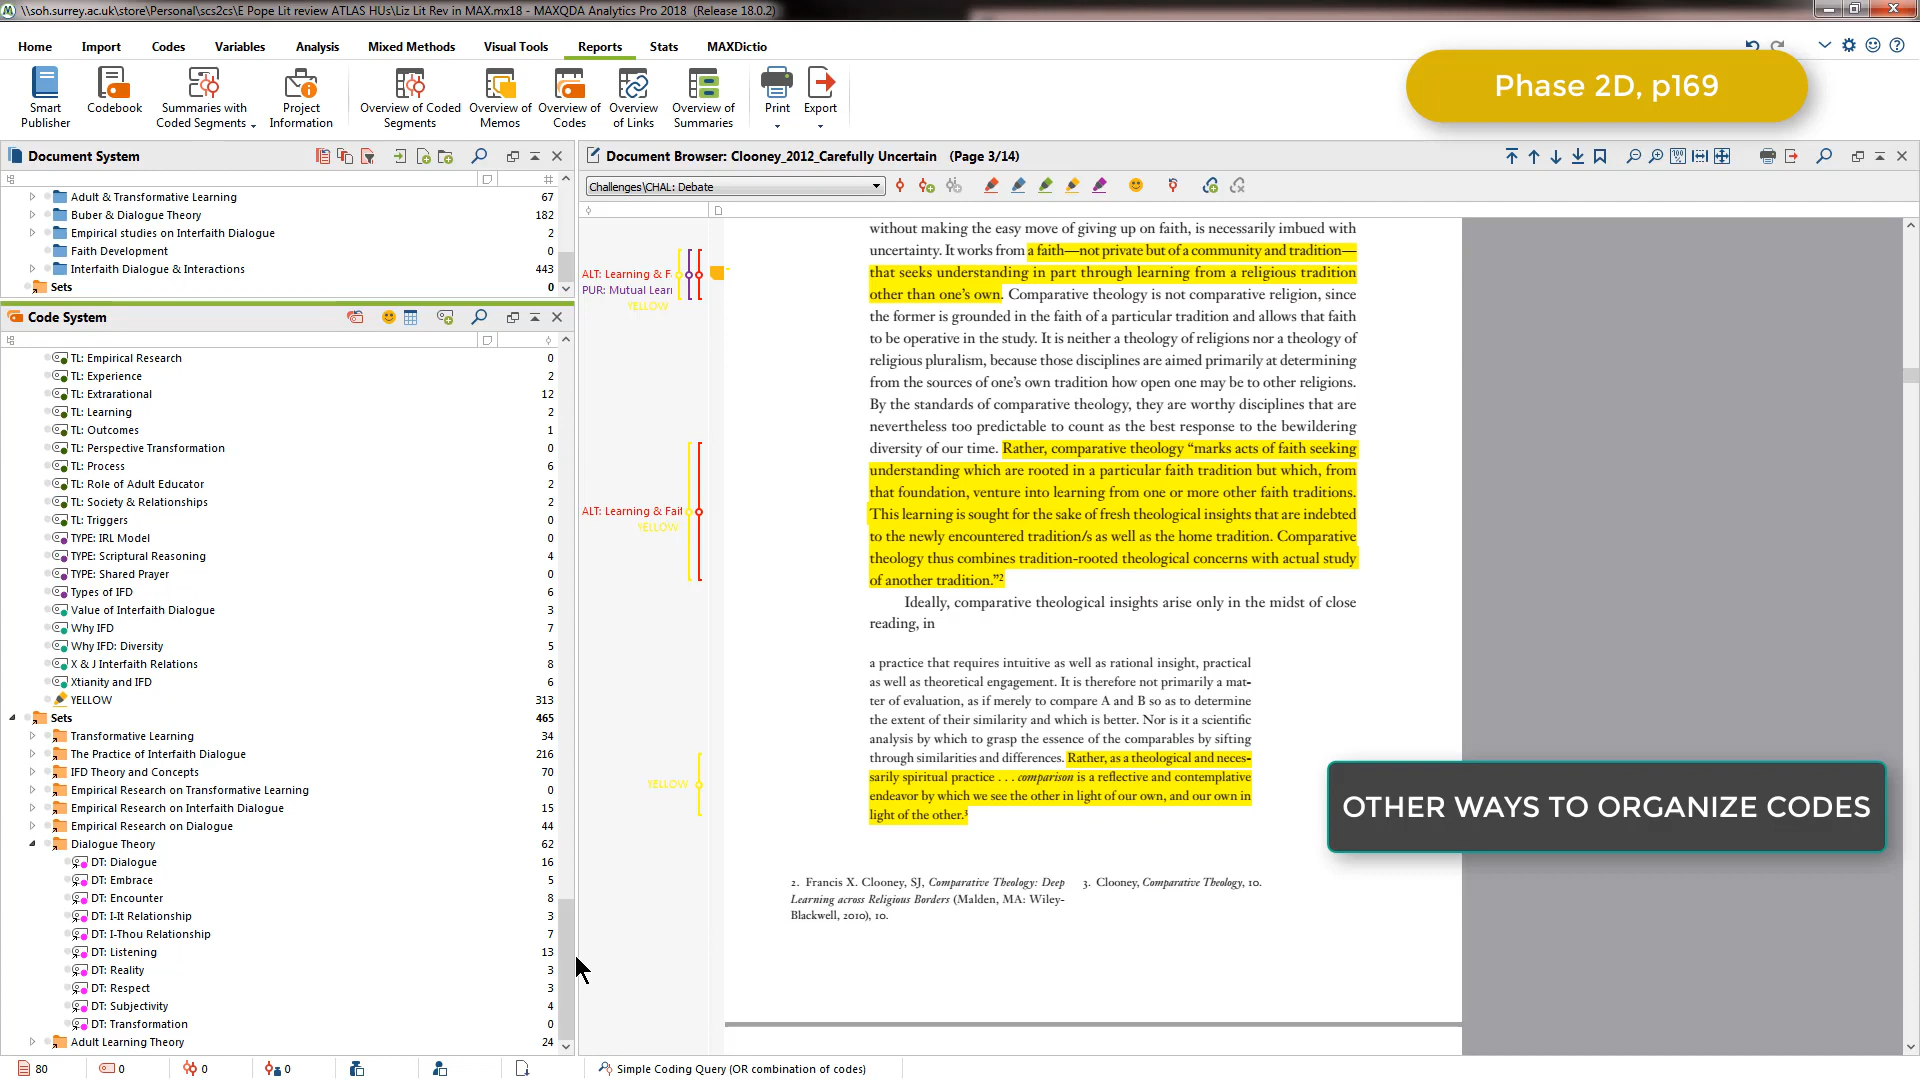 \\soh.surrey.ac.uk\store\Personal\scs2cs\E Pope Lit review ATLAS HUs\Liz Lit Rev in MAX.mx18 - MAXQDA Analytics Pro 2018 (Release 18.0.2)
Home Import Codes Variables Analysis Mixed Methods Visual Tools Reports Stats MAXDictio
Phase 2D, p169
Smart Publisher
Codebook
Summaries with Coded Segments
Project Information
Overview of Coded Segments
Overview of Memos
Overview of Codes
Overview of Links
Overview of Summaries
Print
Export
Document System
Adult & Transformative Learning 67
Buber & Dialogue Theory 182
Empirical studies on Interfaith Dialogue 2
Faith Development 0
Interfaith Dialogue & Interactions 443
Sets 0
Code System
TL: Empirical Research 0
TL: Experience 2
TL: Extrarational 12
TL: Learning 2
TL: Outcomes 1
TL: Perspective Transformation 0
TL: Process 6
TL: Role of Adult Educator 2
TL: Society & Relationships 2
TL: Triggers 0
TYPE: IRL Model 0
TYPE: Scriptural Reasoning 4
TYPE: Shared Prayer 0
Types of IFD 6
Value of Interfaith Dialogue 3
Why IFD 7
Why IFD: Diversity 5
X & J Interfaith Relations 8
Xtianity and IFD 6
YELLOW 313
Sets 465
Transformative Learning 34
The Practice of Interfaith Dialogue 216
IFD Theory and Concepts 70
Empirical Research on Transformative Learning 0
Empirical Research on Interfaith Dialogue 15
Empirical Research on Dialogue 44
Dialogue Theory 62
DT: Dialogue 16
DT: Embrace 5
DT: Encounter 8
DT: I-It Relationship 3
DT: I-Thou Relationship 7
DT: Listening 13
DT: Reality 3
DT: Respect 3
DT: Subjectivity 4
DT: Transformation 0
Adult Learning Theory 24
Document Browser: Clooney_2012_Carefully Uncertain (Page 3/14)
Challenges\CHAL: Debate
ALT: Learning & F
PUR: Mutual Lear
YELLOW
ALT: Learning & Fait
YELLOW
YELLOW
without making the easy move of giving up on faith, is necessarily imbued with
uncertainty. It works from a faith—not private but of a community and tradition—
that seeks understanding in part through learning from a religious tradition
other than one's own. Comparative theology is not comparative religion, since
the former is grounded in the faith of a particular tradition and allows that faith
to be operative in the study. It is neither a theology of religions nor a theology of
religious pluralism, because those disciplines are aimed primarily at determining
from the sources of one's own tradition how open one may be to other religions.
By the standards of comparative theology, they are worthy disciplines that are
nevertheless too predictable to count as the best response to the bewildering
diversity of our time. Rather, comparative theology “marks acts of faith seeking
understanding which are rooted in a particular faith tradition but which, from
that foundation, venture into learning from one or more other faith traditions.
This learning is sought for the sake of fresh theological insights that are indebted
to the newly encountered tradition/s as well as the home tradition. Comparative
theology thus combines tradition-rooted theological concerns with actual study
of another tradition.”2
Ideally, comparative theological insights arise only in the midst of close
reading, in
a practice that requires intuitive as well as rational insight, practical
as well as theoretical engagement. It is therefore not primarily a mat-
ter of evaluation, as if merely to compare A and B so as to determine
the extent of their similarity and which is better. Nor is it a scientific
analysis by which to grasp the essence of the comparables by sifting
through similarities and differences. Rather, as a theological and neces-
sarily spiritual practice . . . comparison is a reflective and contemplative
endeavor by which we see the other in light of our own, and our own in
light of the other.3
OTHER WAYS TO ORGANIZE CODES
2. Francis X. Clooney, SJ, Comparative Theology: Deep
Learning across Religious Borders (Malden, MA: Wiley-
Blackwell, 2010), 10.
3. Clooney, Comparative Theology, 10.
80 0 0 0 Simple Coding Query (OR combination of codes)